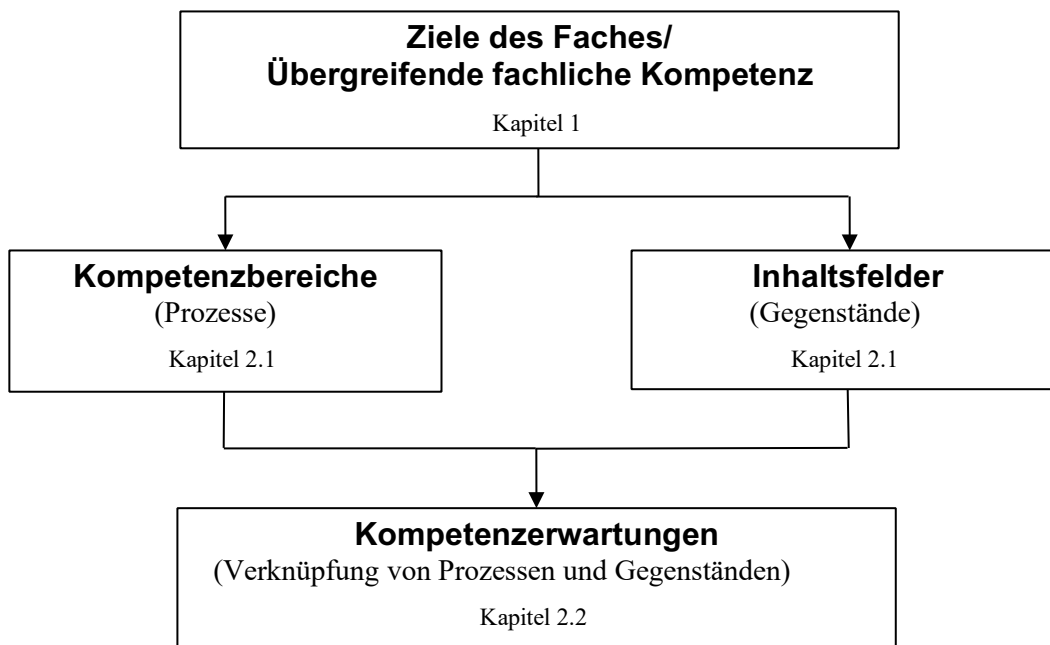 Ziele des Faches/
Übergreifende fachliche Kompetenz
Kapitel 1
Kompetenzbereiche
(Prozesse)
Kapitel 2.1
Inhaltsfelder
(Gegenstände)
Kapitel 2.1
Kompetenzerwartungen
(Verknüpfung von Prozessen und Gegenständen)
Kapitel 2.2